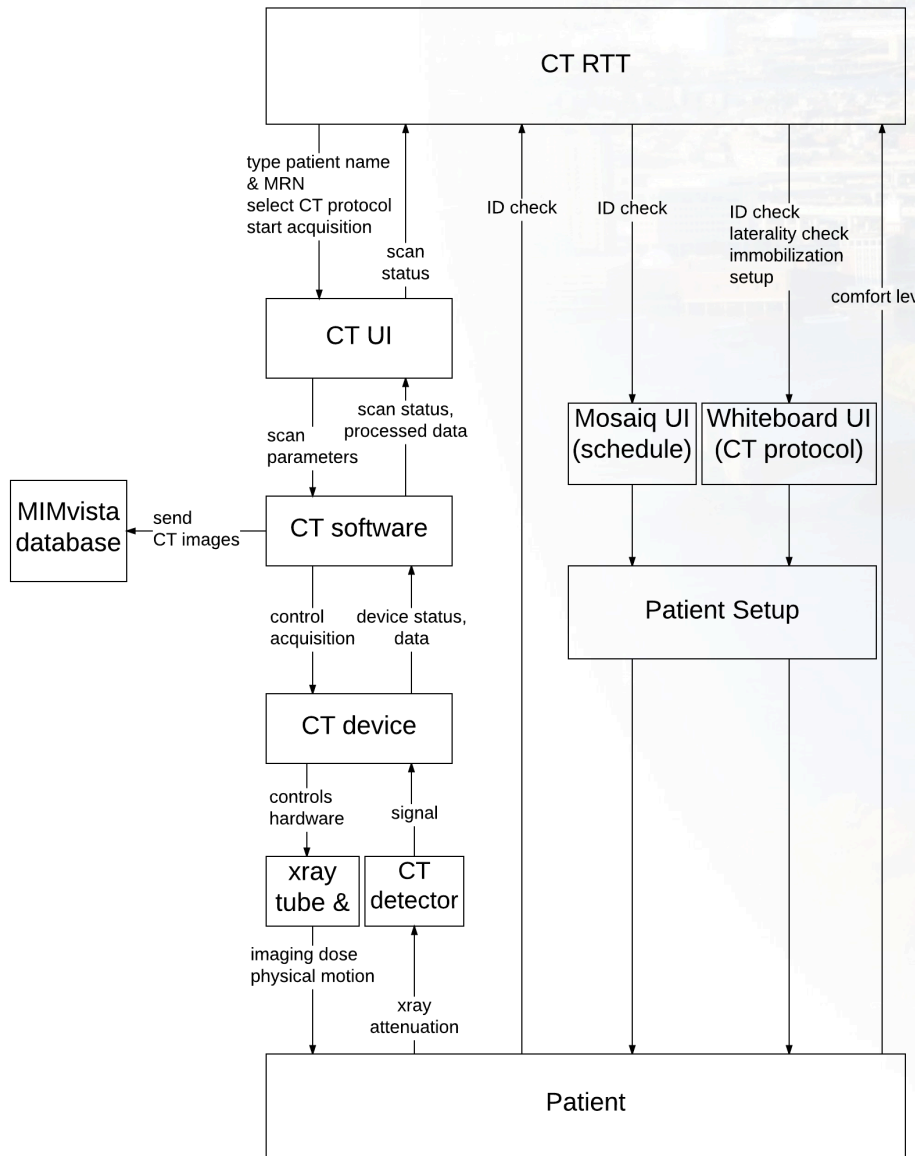 CT RTT
type patient name
& MRN
select CT protocol
start acquisition
scan
status
ID check
ID check
ID check
laterality check
immobilization
setup
comfort lev
CT UI
scan
parameters
scan status,
processed data
Mosaiq UI
(schedule)
Whiteboard UI
(CT protocol)
MIMvista
database
send
CT images
CT software
control
acquisition
device status,
data
Patient Setup
CT device
controls
hardware
signal
xray
tube &
CT
detector
imaging dose
physical motion
xray
attenuation
Patient